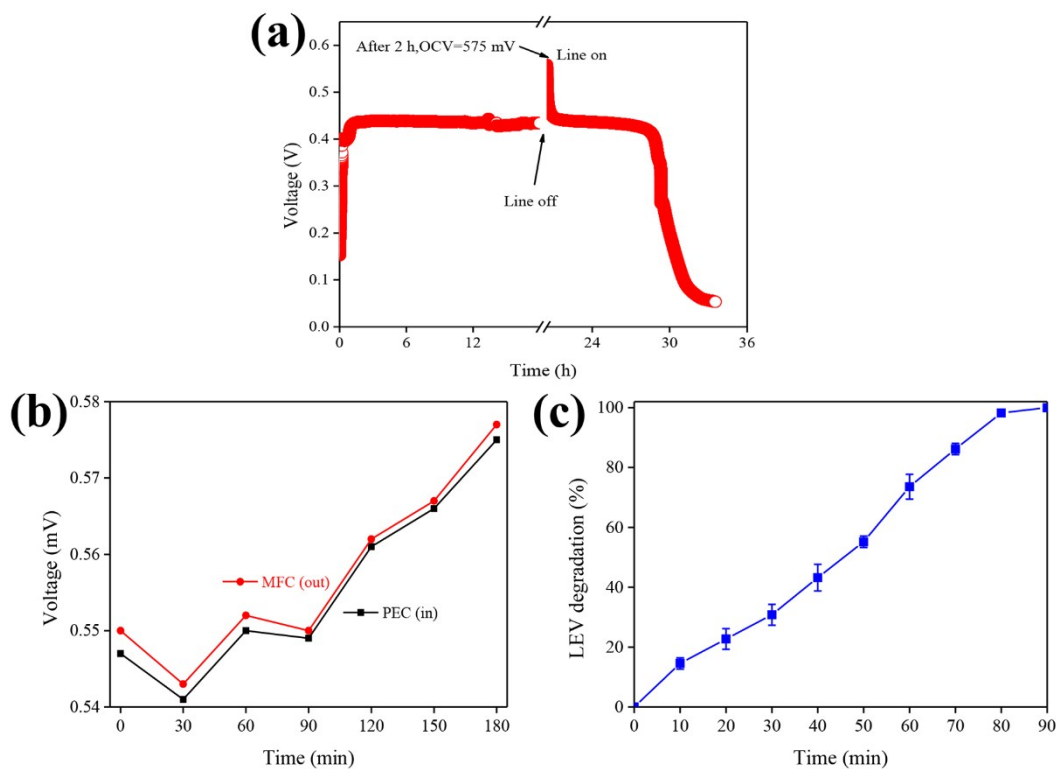 (a)
0.6
0.5
0.4
0.3
0.2
0.1
0.0
Voltage (V)
After 2 h,OCV=575 mV
Line on
Line off
0
6
12
24
30
36
Time (h)
(b)
0.58
0.57
0.56
0.55
0.54
Voltage (mV)
MFC (out)
PEC (in)
0
30
60
90
120
150
180
Time (min)
(c)
100
80
60
40
20
0
LEV degradation (%)
0
10
20
30
40
50
60
70
80
90
Time (min)